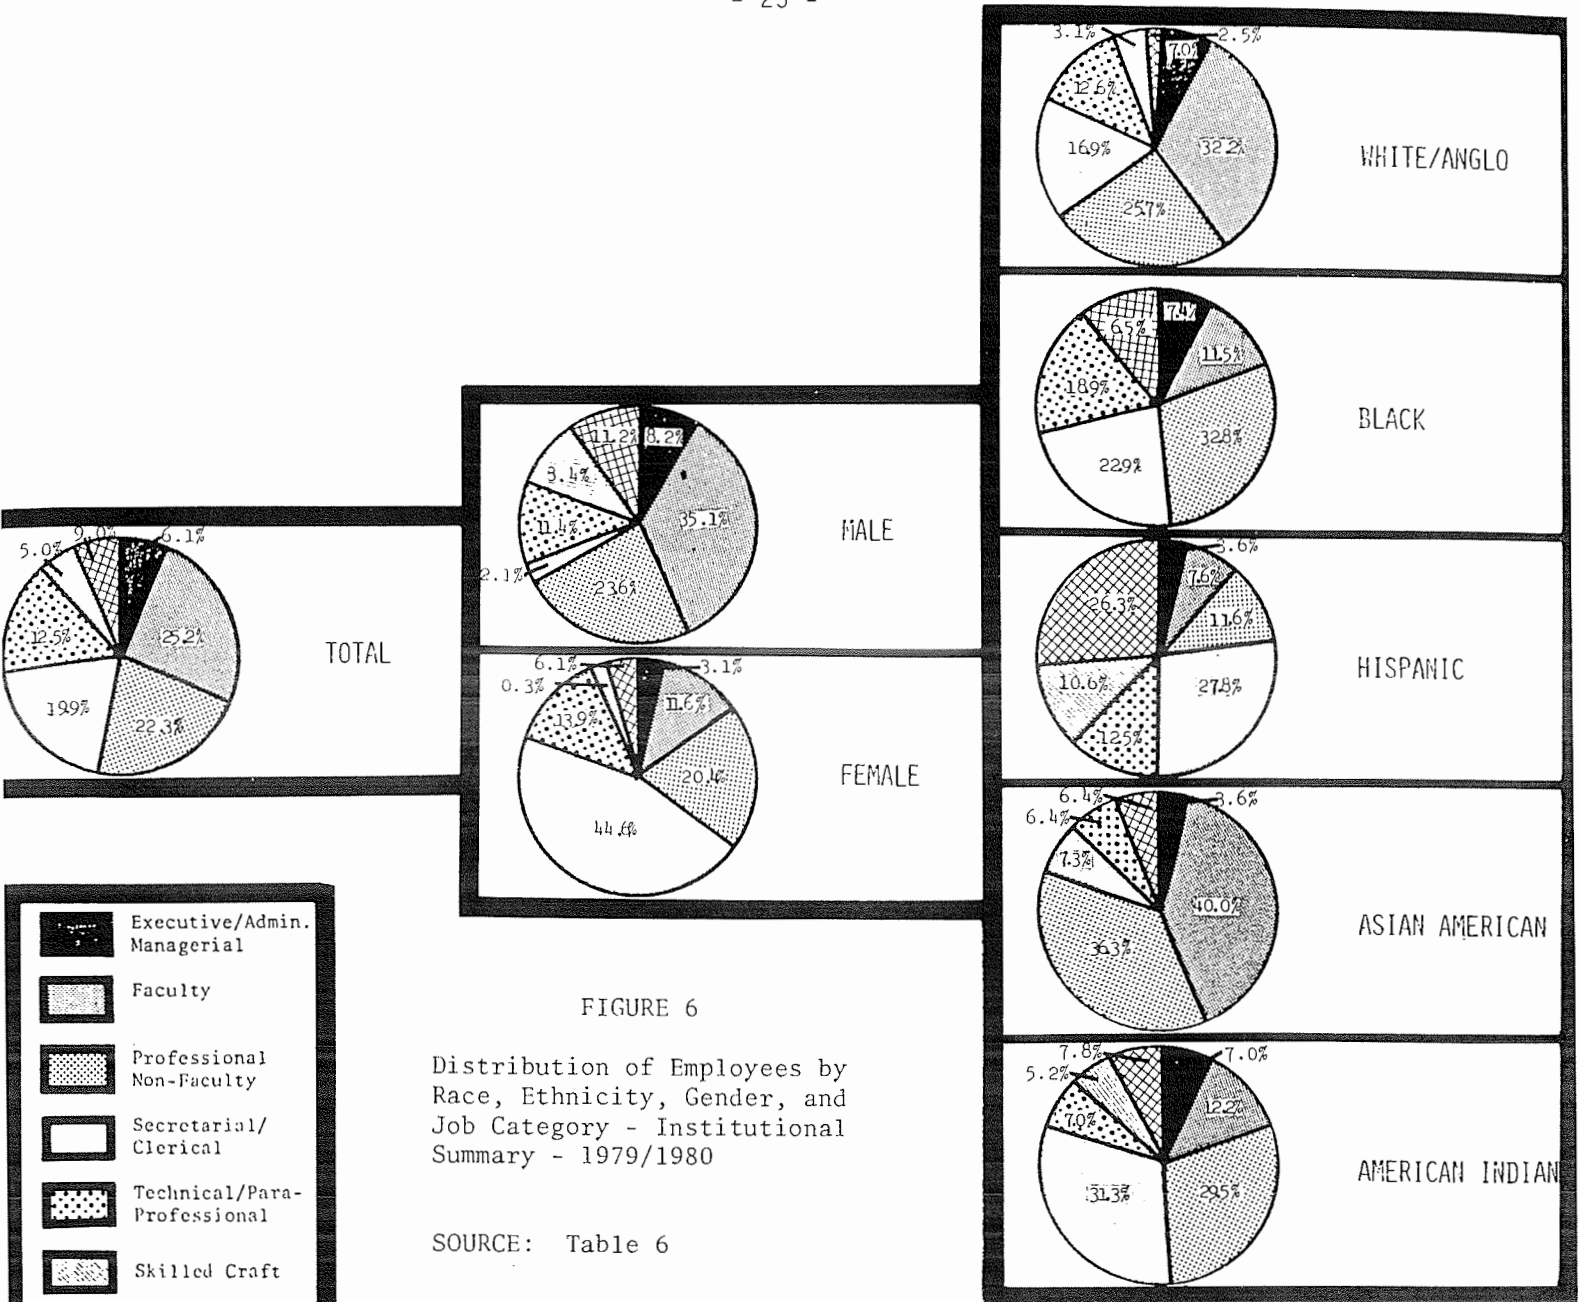 - 25 -
3.1%
2.5%
7.0%
12.6%
32.2%
16.9%
25.7%
WHITE/ANGLO
7.4%
6.5%
11.5%
18.9%
32.8%
22.9%
BLACK
3.6%
7.6%
26.3%
11.6%
10.6%
27.8%
12.5%
HISPANIC
6.4%
3.6%
6.4%
7.3%
40.0%
36.3%
ASIAN AMERICAN
7.8%
7.0%
5.2%
7.0%
12.2%
31.3%
29.5%
AMERICAN INDIAN
11.2%
8.2%
35.1%
11.4%
2.1%
23.6%
MALE
6.1%
3.1%
0.3%
11.6%
13.9%
20.4%
44.6%
FEMALE
9.0%
6.1%
5.0%
12.5%
25.2%
19.9%
22.3%
TOTAL
Executive/Admin.
Managerial
Faculty
Professional
Non-Faculty
Secretarial/
Clerical
Technical/Para-
Professional
Skilled Craft
FIGURE 6
Distribution of Employees by
Race, Ethnicity, Gender, and
Job Category - Institutional
Summary - 1979/1980
SOURCE: Table 6